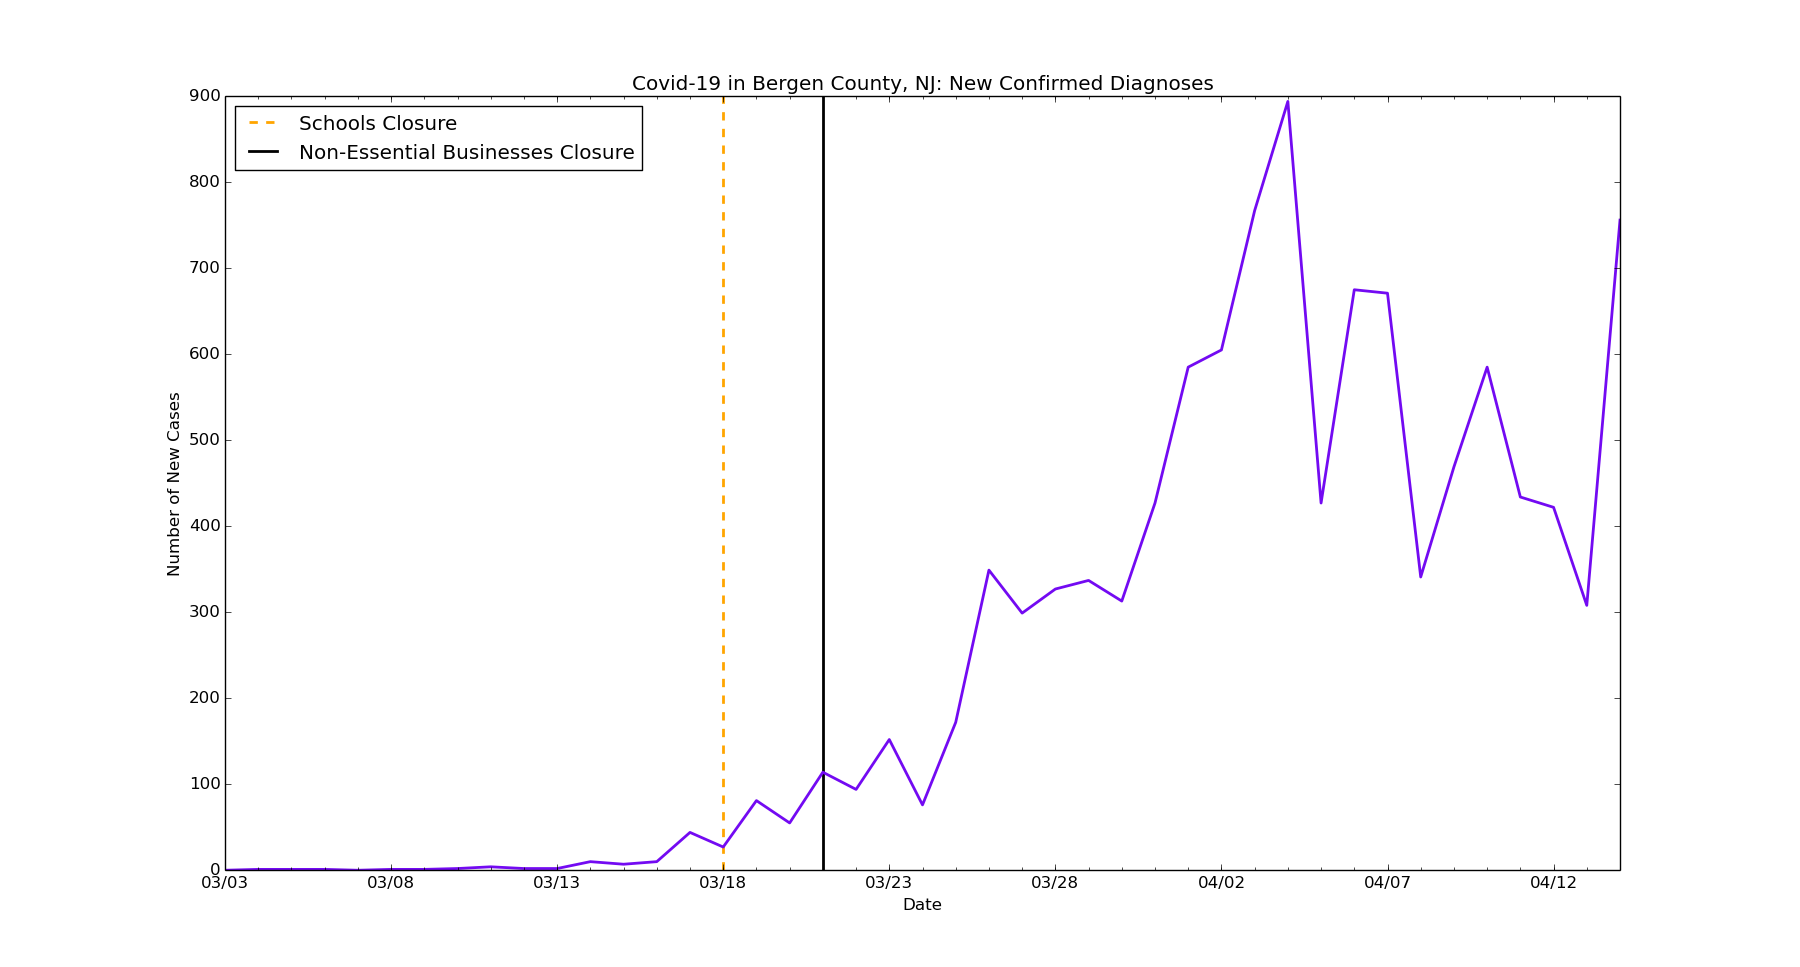 Covid-19 in Bergen County, NJ: New Confirmed Diagnoses
Schools Closure
Non-Essential Businesses Closure
Number of New Cases
900
800
700
600
500
400
300
200
100
0
03/03 03/08 03/13 03/18 03/23 03/28 04/02 04/07 04/12
Date